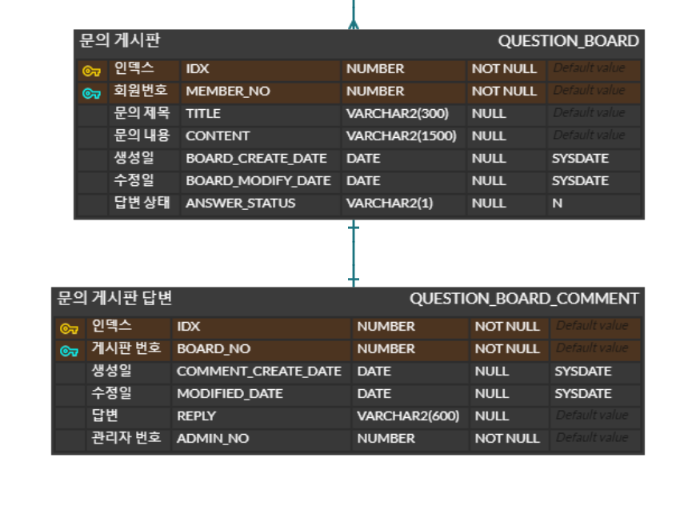 문의 게시판 QUESTION_BOARD
인덱스 IDX NUMBER NOT NULL Default value
회원번호 MEMBER_NO NUMBER NOT NULL Default value
문의 제목 TITLE VARCHAR2(300) NULL Default value
문의 내용 CONTENT VARCHAR2(1500) NULL Default value
생성일 BOARD_CREATE_DATE DATE NULL SYSDATE
수정일 BOARD_MODIFY_DATE DATE NULL SYSDATE
답변 상태 ANSWER_STATUS VARCHAR2(1) NULL N
문의 게시판 답변 QUESTION_BOARD_COMMENT
인덱스 IDX NUMBER NOT NULL Default value
게시판 번호 BOARD_NO NUMBER NOT NULL Default value
생성일 COMMENT_CREATE_DATE DATE NULL SYSDATE
수정일 MODIFIED_DATE DATE NULL SYSDATE
답변 REPLY VARCHAR2(600) NULL Default value
관리자 번호 ADMIN_NO NUMBER NOT NULL Default value